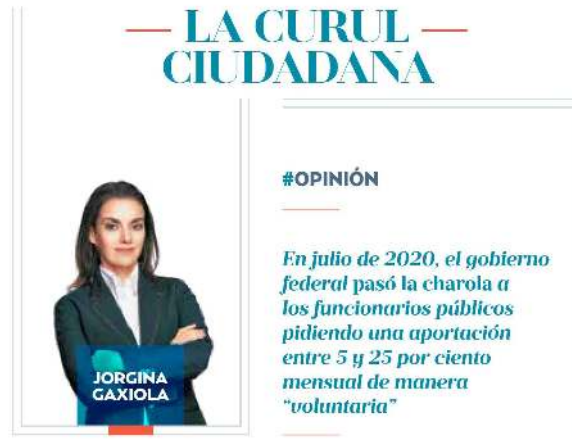 LA CURUL
CIUDADANA
#OPINIÓN
En julio de 2020, el gobierno
federal pasó la charola a
los funcionarios públicos
pidiendo una aportación
entre 5 y 25 por ciento
mensual de manera
“voluntaria”
JORGINA
GAXIOLA